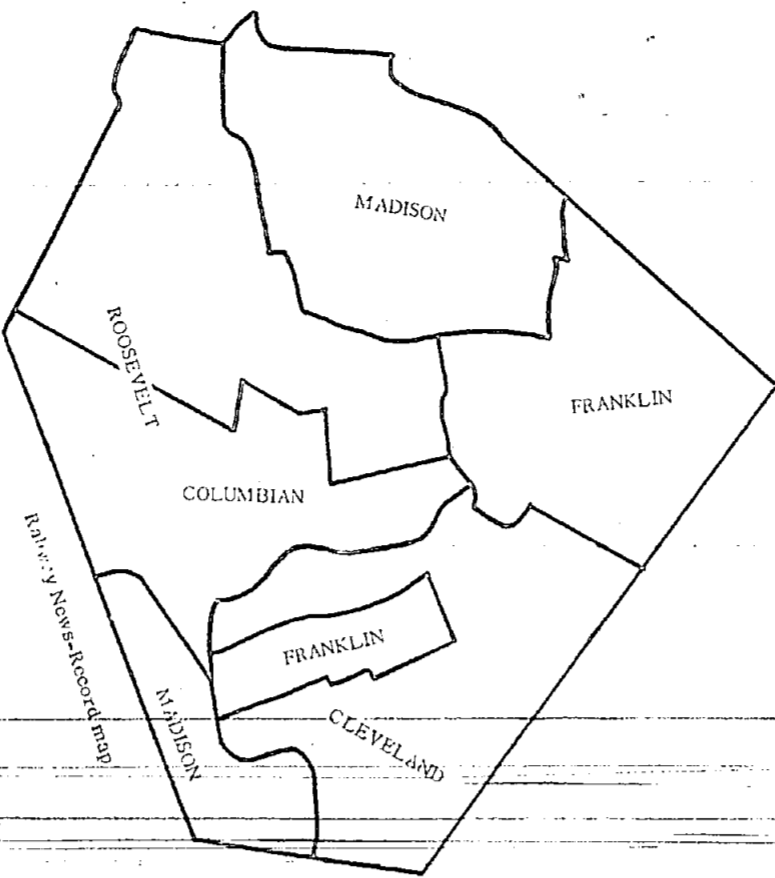 MADISON
ROOSEVELT
FRANKLIN
COLUMBIAN
FRANKLIN
MADISON
CLEVELAND
News-Record map